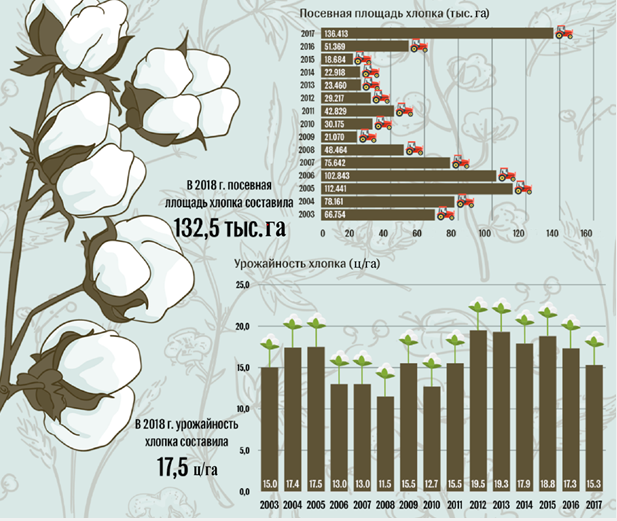 Посевная площадь хлопка (тыс. га)
2017 136.413
2016 51.369
2015 18.684
2014 22.918
2013 23.460
2012 29.217
2011 42.829
2010 30.175
2009 21.070
2008 48.464
2007 75.642
2006 102.843
2005 112.441
2004 78.161
2003 66.754
0 20 40 60 80 100 120 140 160
В 2018 г. посевная
площадь хлопка составила
132,5 тыс. га
Урожайность хлопка (ц/га)
25,0
20,0
15,0
10,0
5,0
0,0
15.0 17.4 17.5 13.0 13.0 11.5 15.5 12.7 15.5 19.5 19.3 17.9 18.8 17.3 15.3
2003 2004 2005 2006 2007 2008 2009 2010 2011 2012 2013 2014 2015 2016 2017
В 2018 г. урожайность
хлопка составила
17,5 ц/га